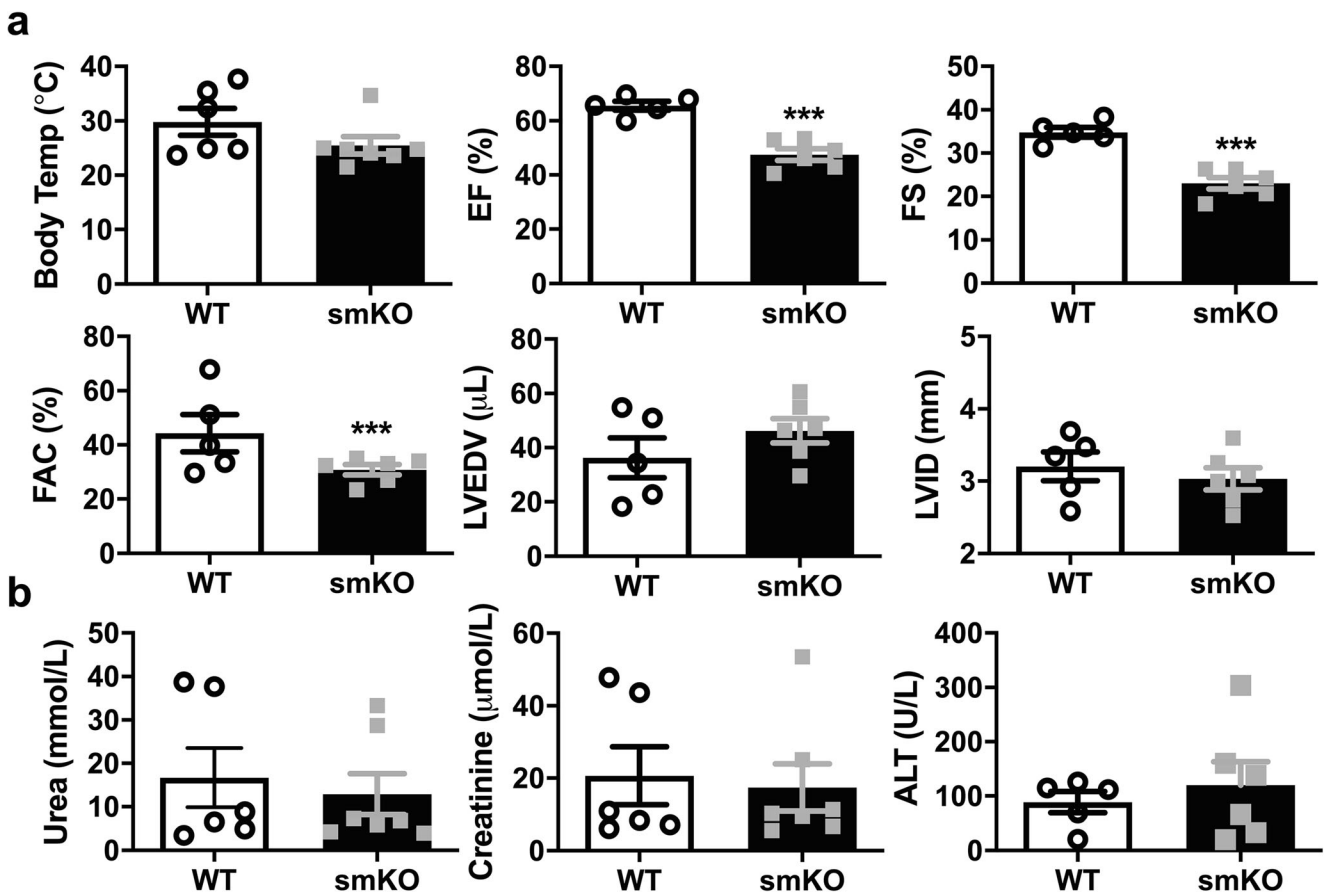 a
Body Temp (°C)
40
30
20
10
0
WT
smKO
EF (%)
80
60
40
20
0
***
WT
smKO
FS (%)
50
40
30
20
10
0
***
WT
smKO
FAC (%)
80
60
40
20
0
***
WT
smKO
LVEDV (μL)
80
60
40
20
0
WT
smKO
LVID (mm)
5
4
3
2
WT
smKO
b
Urea (mmol/L)
50
40
30
20
10
0
WT
smKO
Creatinine (μmol/L)
60
40
20
0
WT
smKO
ALT (U/L)
400
300
200
100
0
WT
smKO